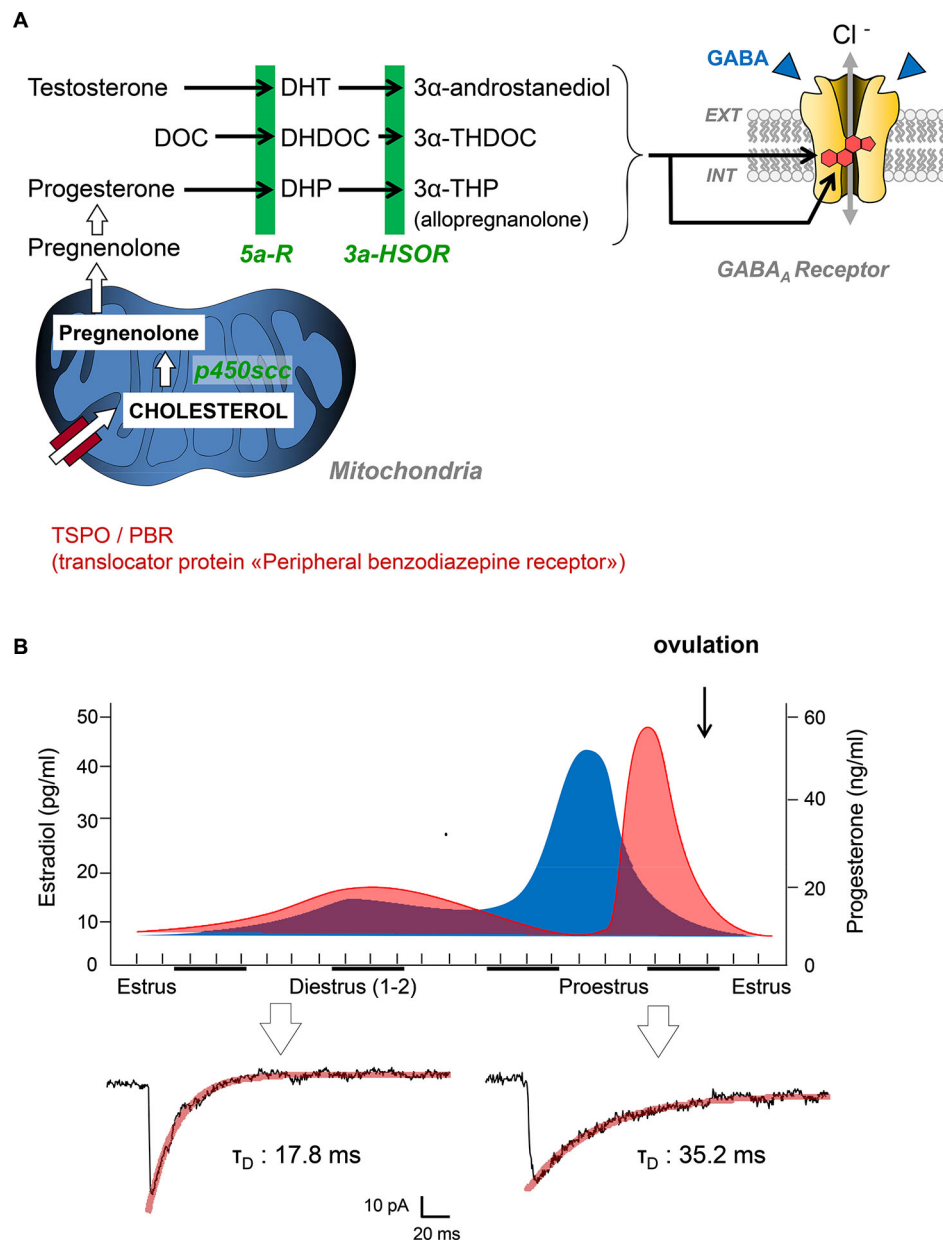 A
Testosterone DHT 3α-androstanediol
DOC DHDOC 3α-THDOC
Progesterone DHP 3α-THP
(allopregnanolone)
Pregnenolone
5a-R 3a-HSOR
Cl -
GABA
EXT
INT
GABAA Receptor
Pregnenolone
p450scc
CHOLESTEROL
Mitochondria
TSPO / PBR
(translocator protein «Peripheral benzodiazepine receptor»)
B
ovulation
Estradiol (pg/ml)
50
40
30
20
10
0
Progesterone (ng/ml)
60
40
20
0
Estrus Diestrus (1-2) Proestrus Estrus
τD : 17.8 ms
τD : 35.2 ms
10 pA
20 ms